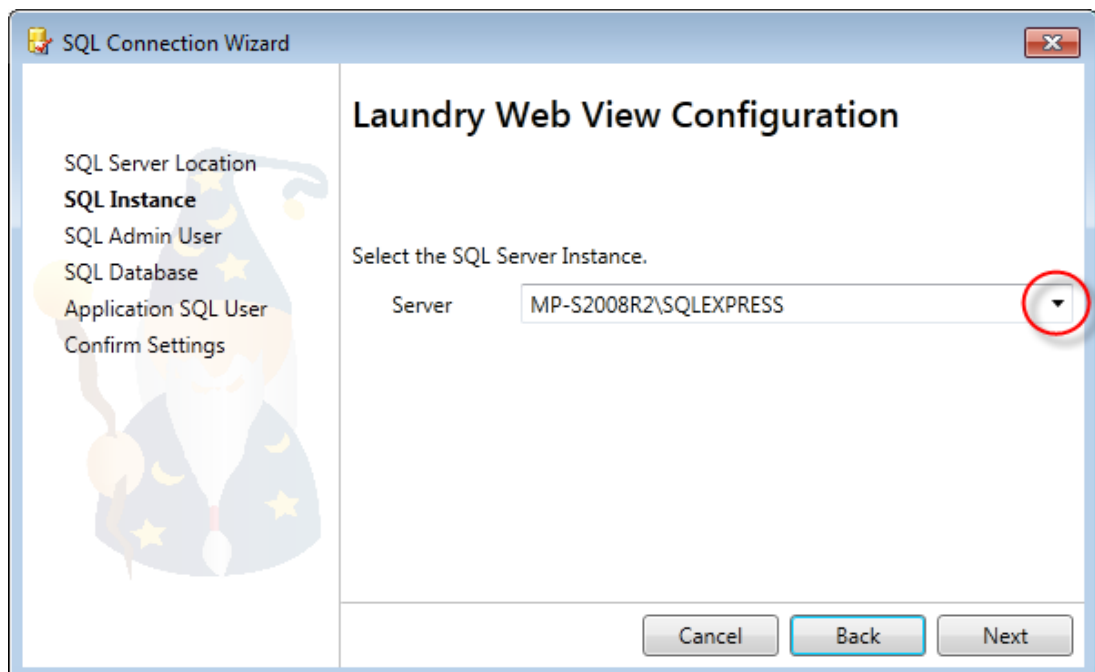 SQL Connection Wizard
Laundry Web View Configuration
SQL Server Location
SQL Instance
SQL Admin User
SQL Database
Application SQL User
Confirm Settings
Select the SQL Server Instance.
Server MP-S2008R2\SQLEXPRESS
Cancel Back Next